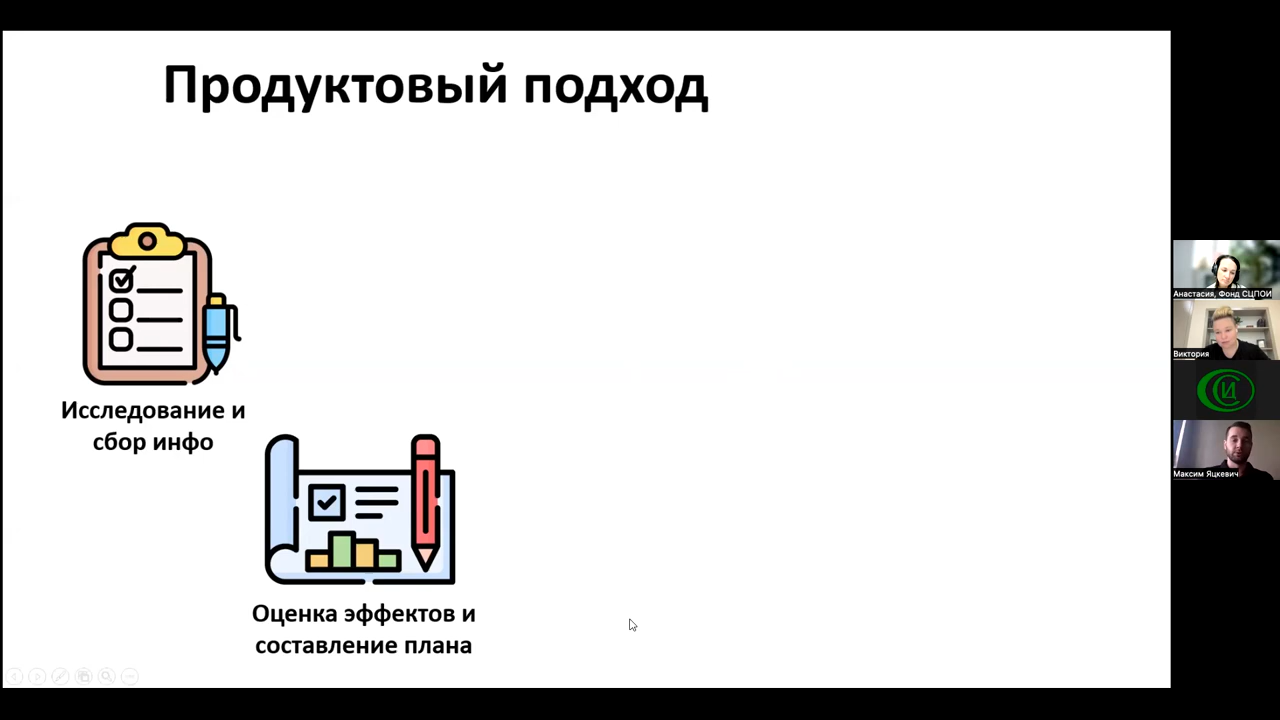 Продуктовый подход
Исследование и
сбор инфо
Оценка эффектов и
составление плана
Анастасия, Фонд СЦПОИ
Виктория
Максим Яцкевич